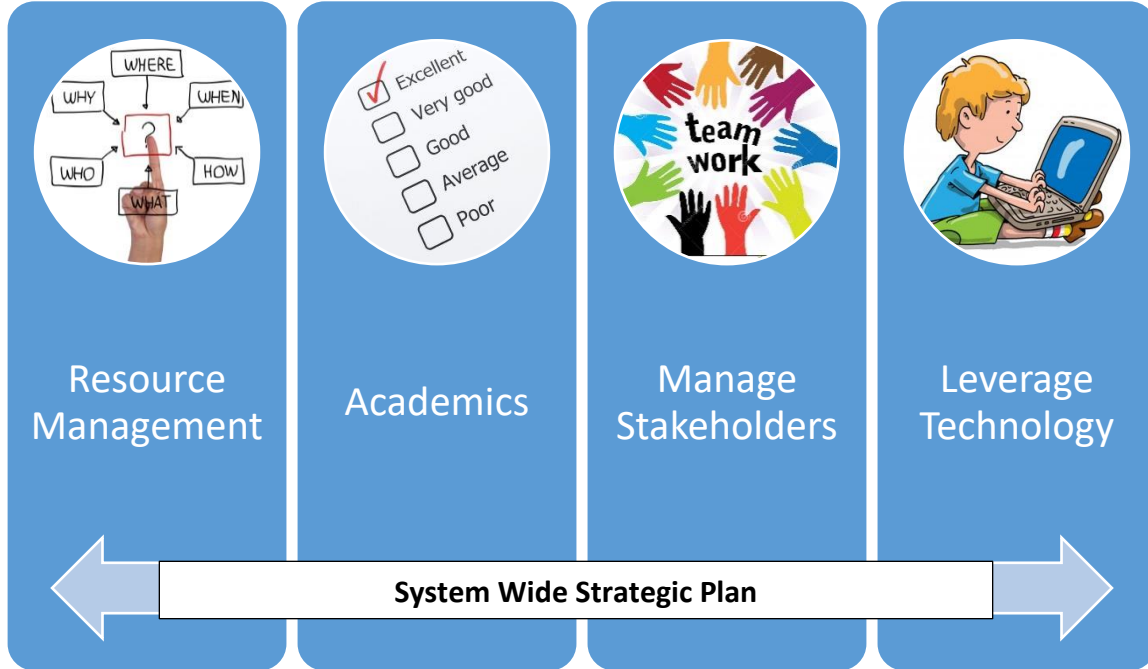 WHERE
WHY
WHEN
?
WHO
HOW
WHAT
Excellent
Very good
Good
Average
Poor
team
work
Resource
Management
Academics
Manage
Stakeholders
Leverage
Technology
System Wide Strategic Plan